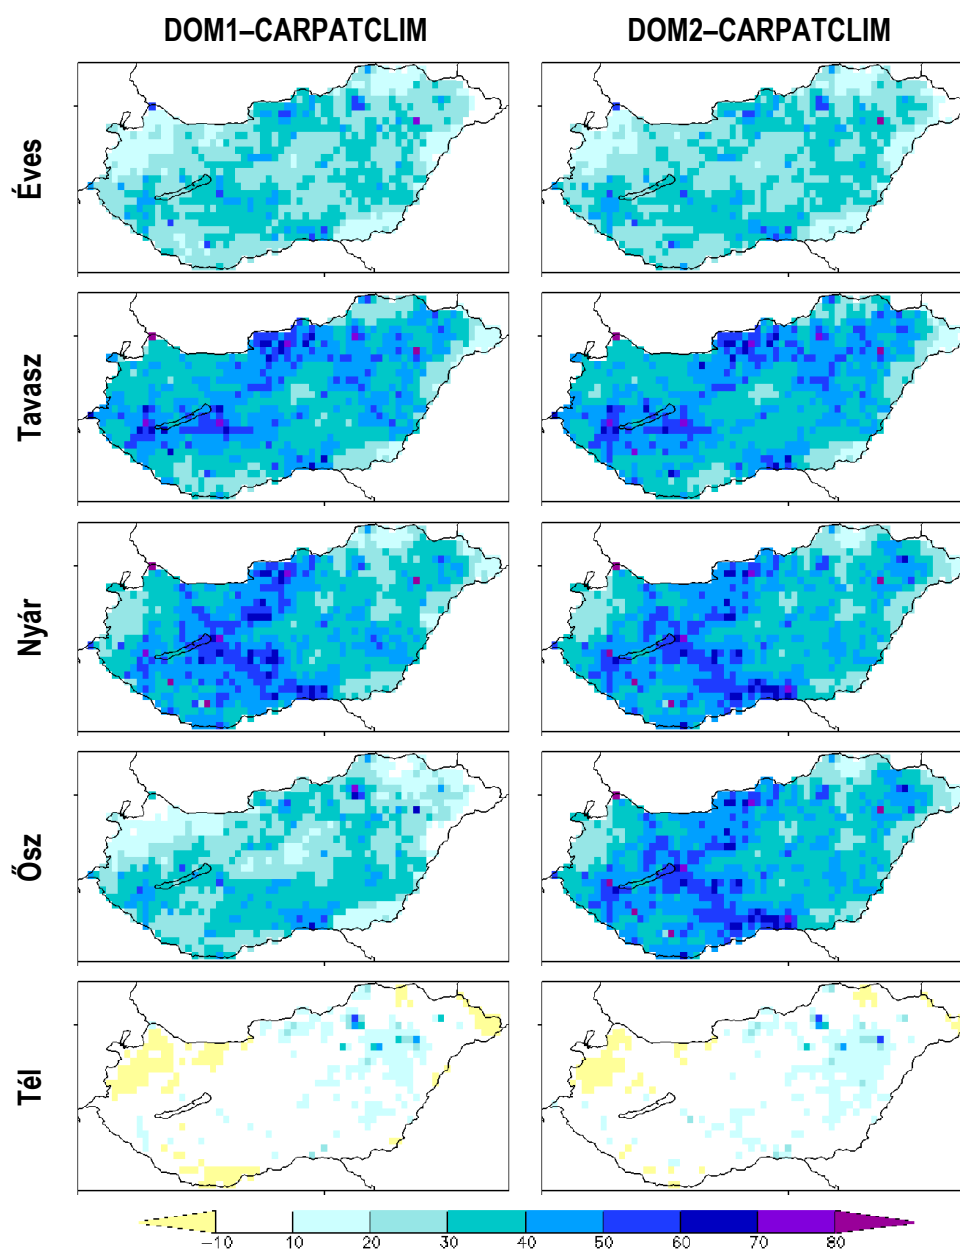 DOM1–CARPATCLIM DOM2–CARPATCLIM
Éves
Tavasz
Nyár
Ősz
Tél
−10 10 20 30 40 50 60 70 80